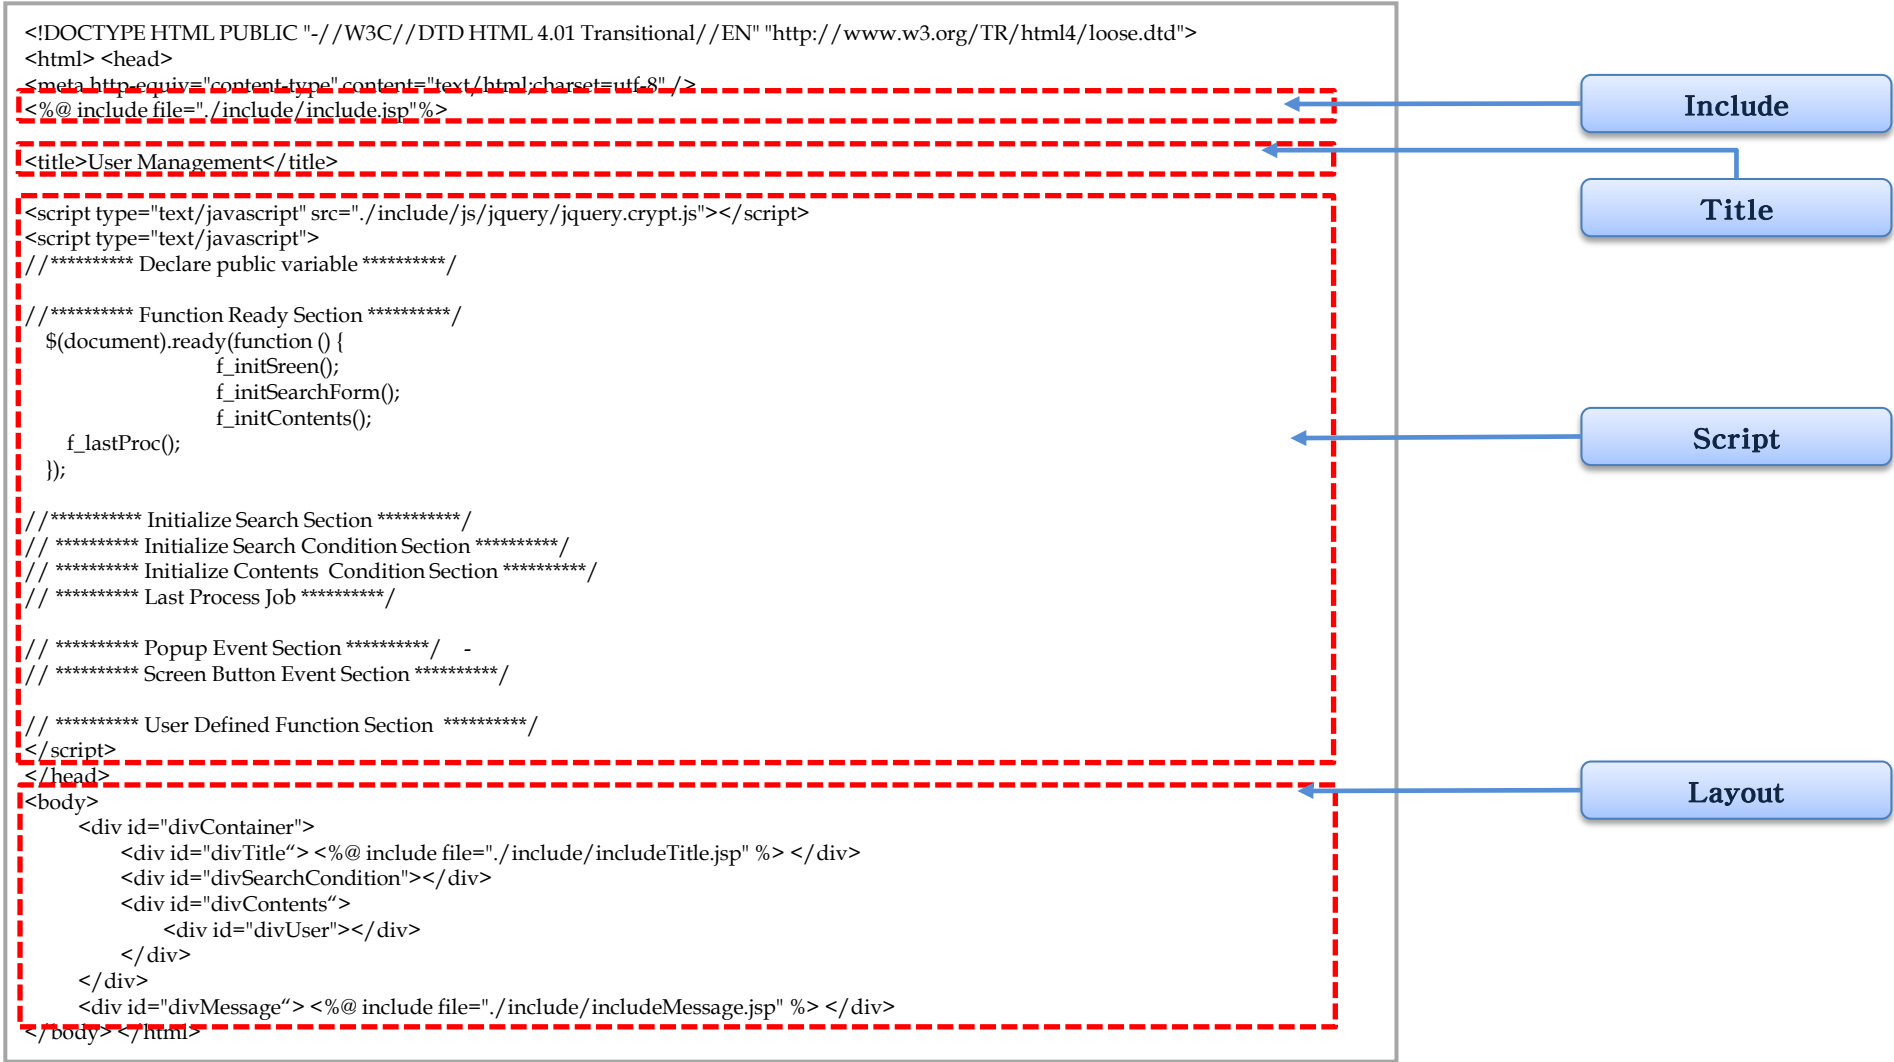 <!DOCTYPE HTML PUBLIC "-//W3C//DTD HTML 4.01 Transitional//EN" "http://www.w3.org/TR/html4/loose.dtd">
<html> <head>
<meta http-equiv="content-type" content="text/html;charset=utf-8" />
<%@ include file="./include/include.jsp"%>
Include
<title>User Management</title>
Title
<script type="text/javascript" src="./include/js/jquery/jquery.crypt.js"></script>
<script type="text/javascript">
//********** Declare public variable **********/
//********** Function Ready Section **********/
$(document).ready(function () {
f_initSreen();
f_initSearchForm();
f_initContents();
f_lastProc();
});
Script
//*********** Initialize Search Section **********/
// ********** Initialize Search Condition Section **********/
// ********** Initialize Contents  Condition Section **********/
// ********** Last Process Job **********/
// ********** Popup Event Section **********/    -
// ********** Screen Button Event Section **********/
// ********** User Defined Function Section  **********/
</script>
</head>
<body>
Layout
<div id="divContainer">
<div id="divTitle“> <%@ include file="./include/includeTitle.jsp" %> </div>
<div id="divSearchCondition"></div>
<div id="divContents“>
<div id="divUser"></div>
</div>
</div>
<div id="divMessage“> <%@ include file="./include/includeMessage.jsp" %> </div>
</body> </html>